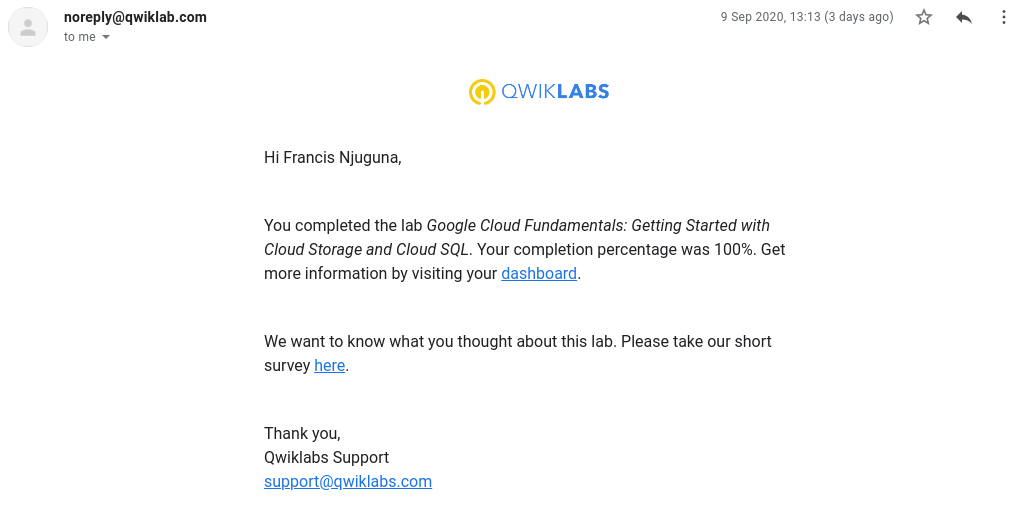 noreply@qwiklab.com
9 Sep 2020, 13:13 (3 days ago)
to me
QWIKLABS
Hi Francis Njuguna,
You completed the lab Google Cloud Fundamentals: Getting Started with
Cloud Storage and Cloud SQL. Your completion percentage was 100%. Get
more information by visiting your dashboard.
We want to know what you thought about this lab. Please take our short
survey here.
Thank you,
Qwiklabs Support
support@qwiklabs.com